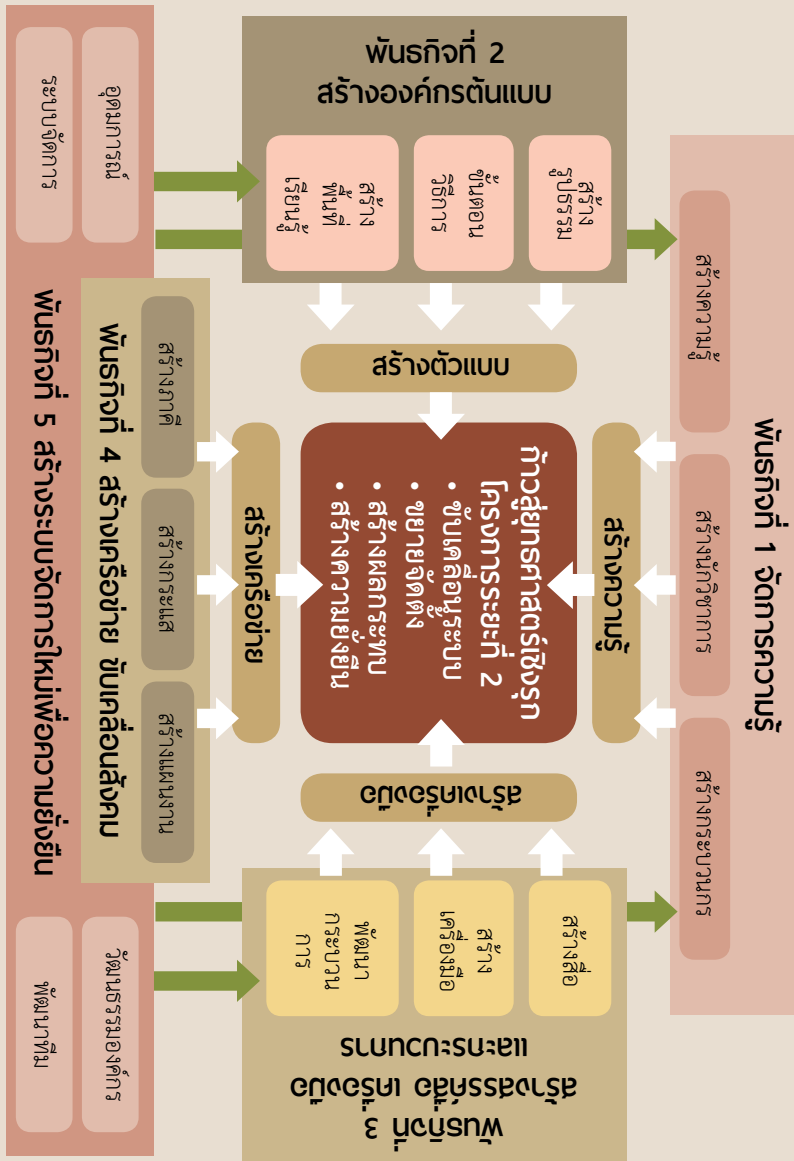 พันธกิจที่ 1 จัดการความรู้
สร้างความรู้
สร้างนักวิชาการ
สร้างกระบวนกร
สร้างความรู้
พันธกิจที่ 2
สร้างองค์กรต้นแบบ
สร้าง
รูปธรรม
ขั้นตอน
วิธีการ
สร้าง
พื้นที่
เรียนรู้
สร้างตัวแบบ
ก้าวสู่ยุทธศาสตร์เชิงรุก
โครงการระยะที่ 2
• ขับเคลื่อนระบบ
• ขยายจัดตั้ง
• สร้างผลกระทบ
• สร้างความยั่งยืน
สร้างเครื่องมือ
สร้างสื่อ
สร้าง
เครื่องมือ
พัฒนา
กระบวน
การ
พันธกิจที่ 3
สร้างสรรค์สื่อ เครื่องมือ
และกระบวนการ
สร้างเครือข่าย
สร้างภาคี
สร้างกระแส
สร้างแผนงาน
พันธกิจที่ 4 สร้างเครือข่าย ขับเคลื่อนสังคม
อุดมการณ์
ระบบจัดการ
วัฒนธรรมองค์การ
พัฒนาทีม
พันธกิจที่ 5 สร้างระบบจัดการใหม่เพื่อความยั่งยืน